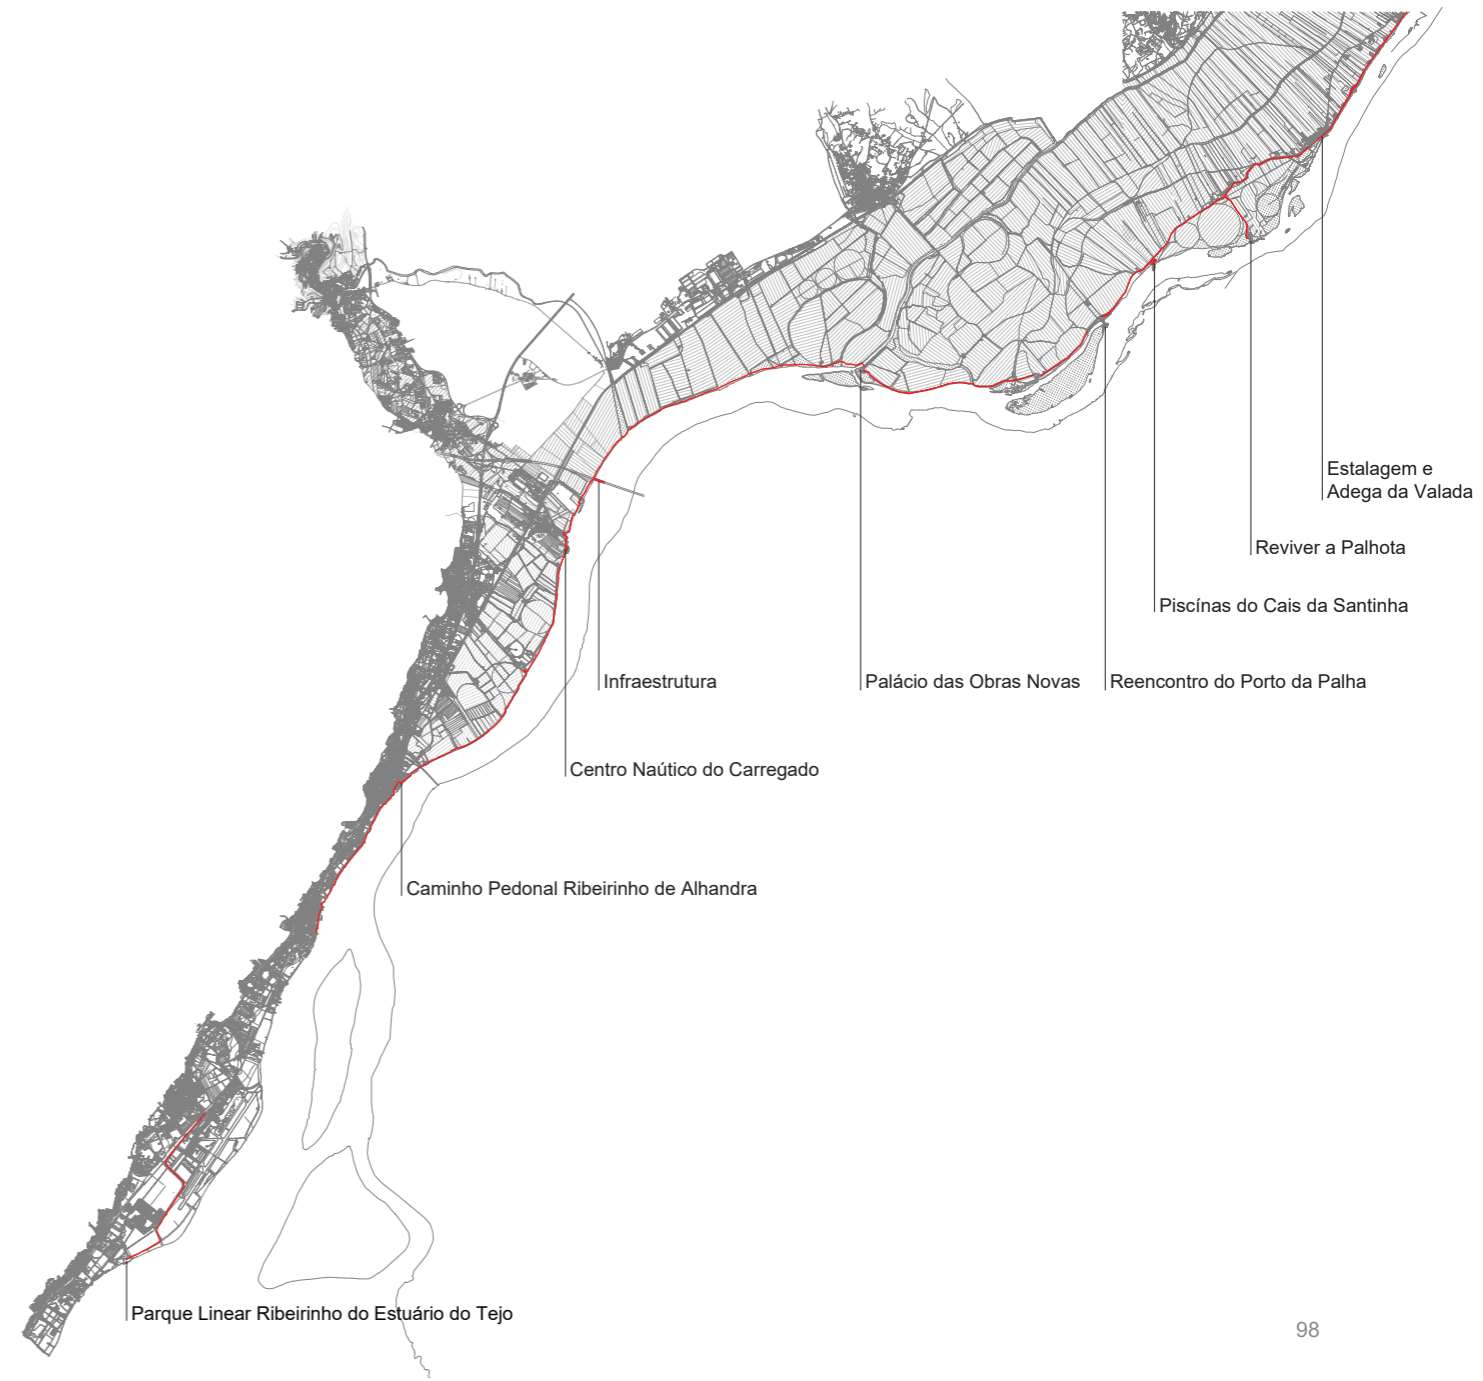 Estalagem e
Adega da Valada
Reviver a Palhota
Piscínas do Cais da Santinha
Infraestrutura
Palácio das Obras Novas
Reencontro do Porto da Palha
Centro Naútico do Carregado
Caminho Pedonal Ribeirinho de Alhandra
Parque Linear Ribeirinho do Estuário do Tejo
98